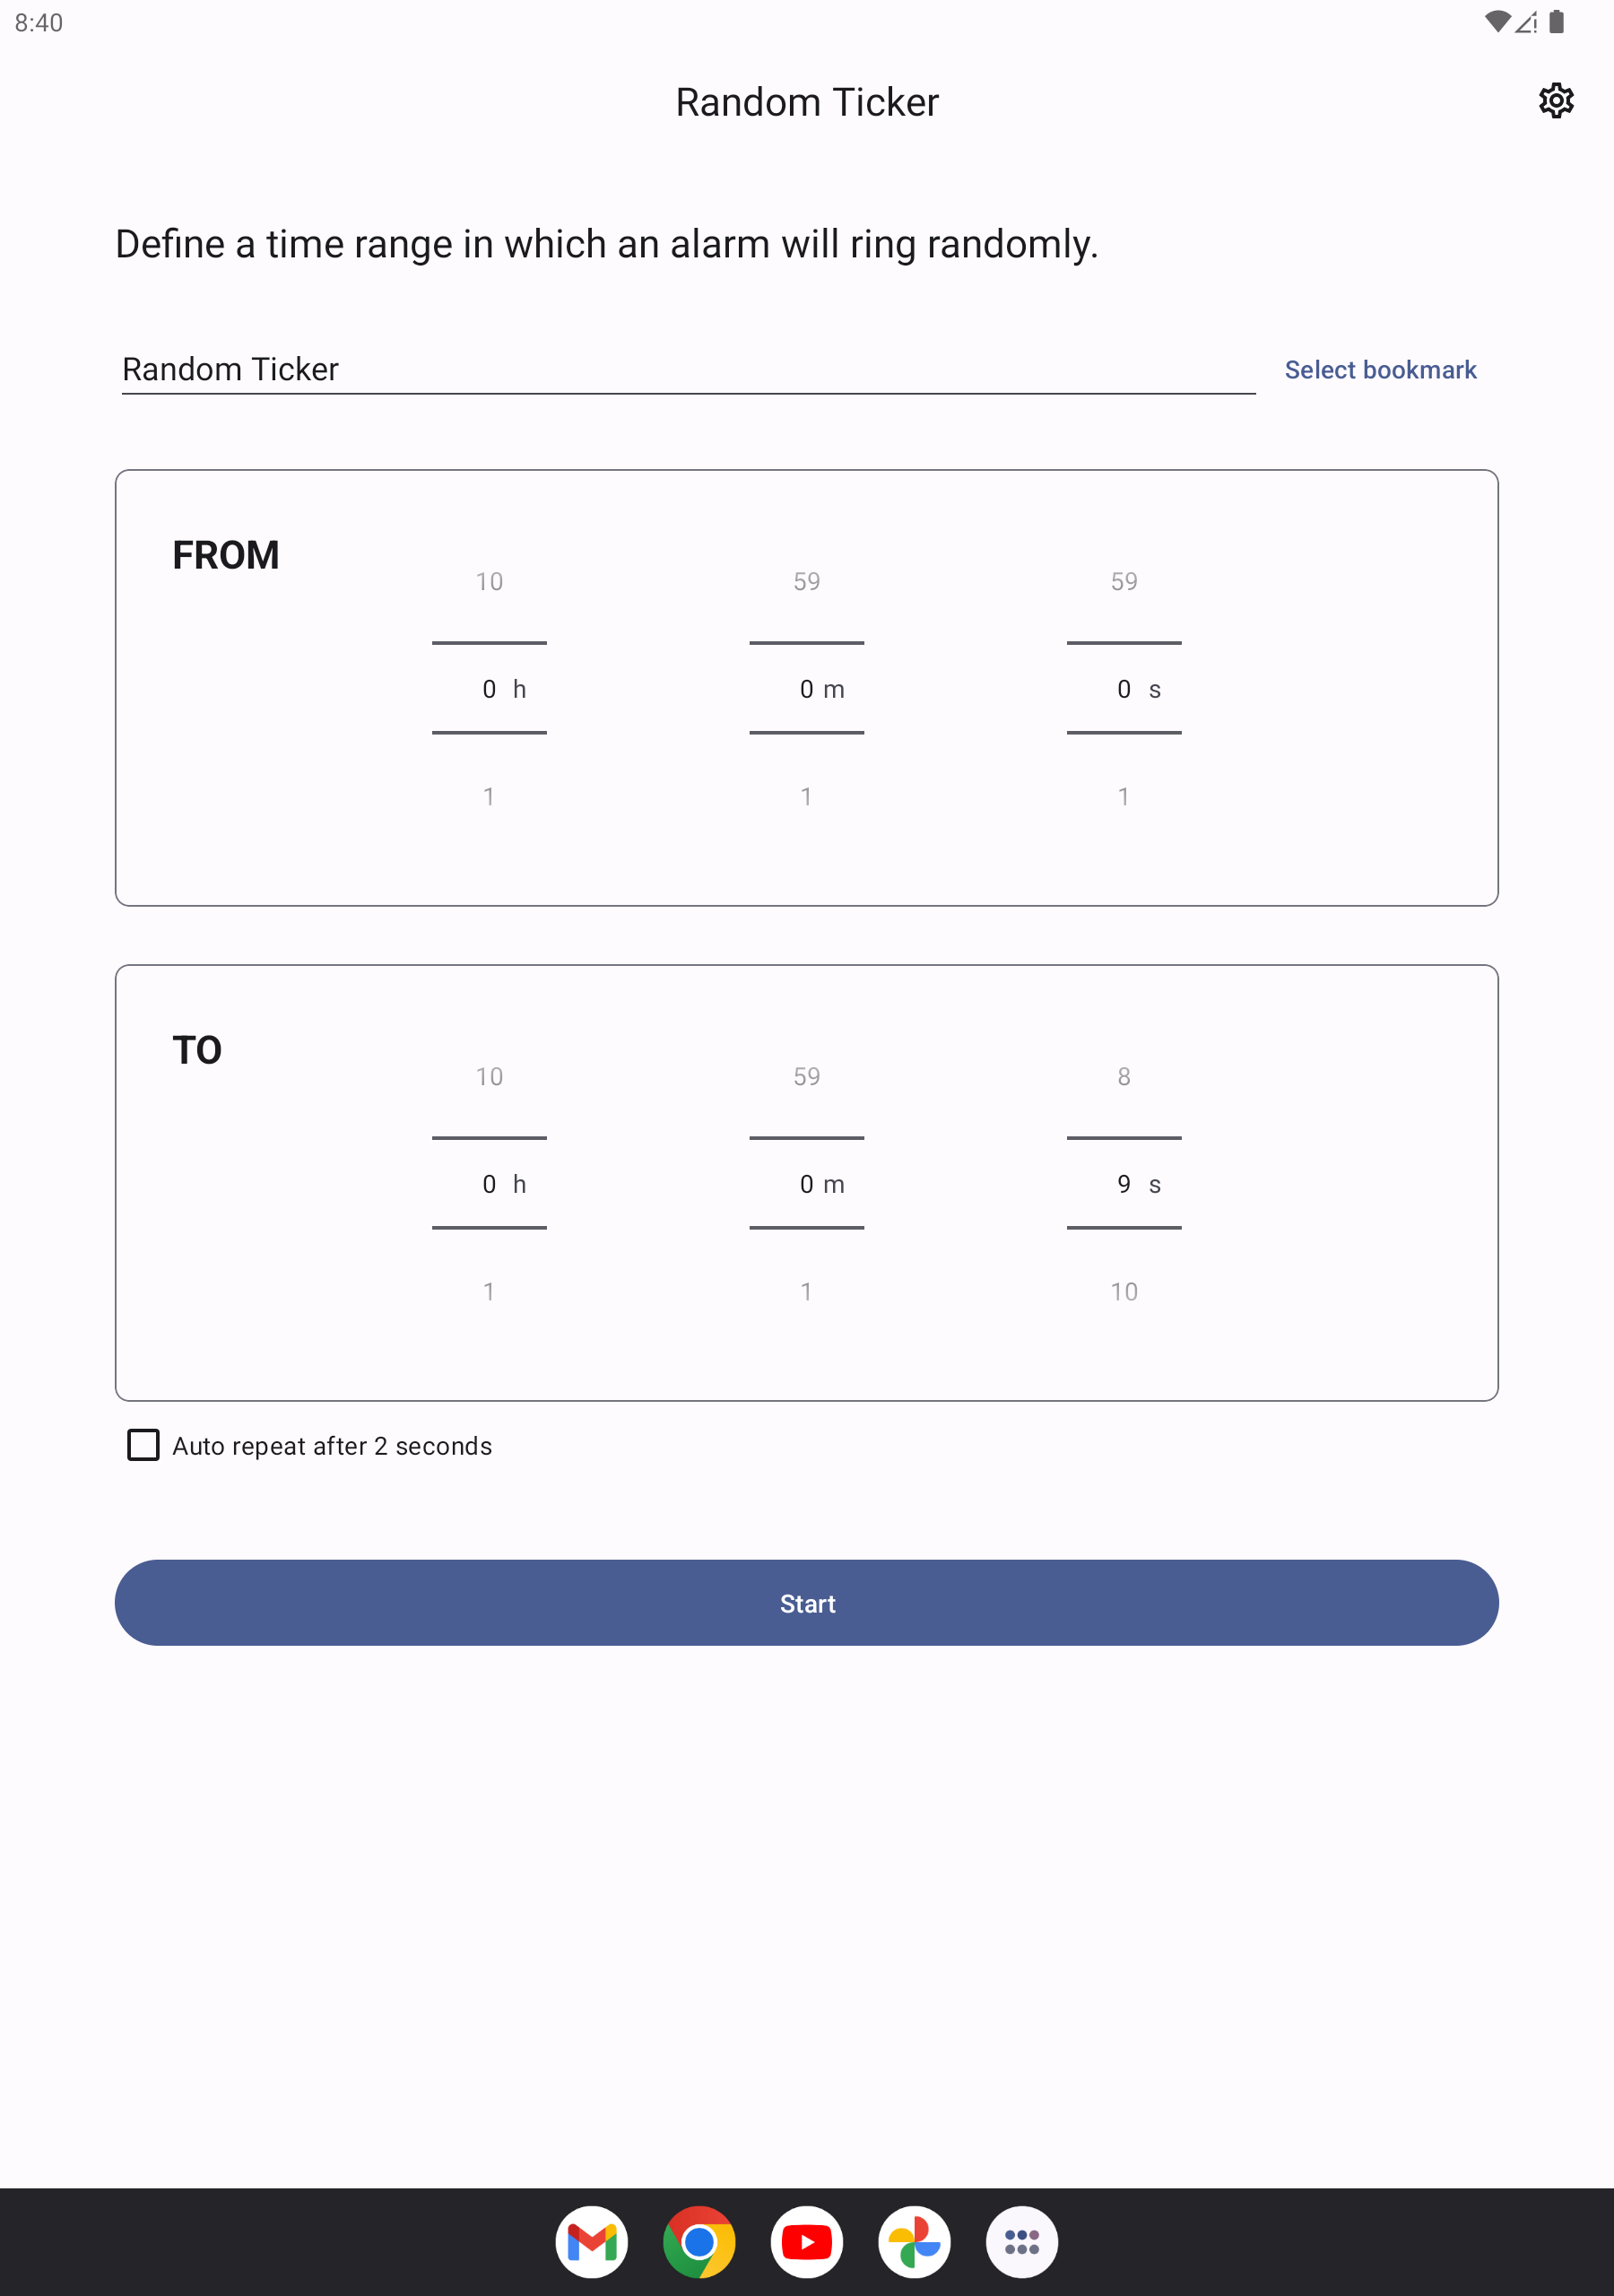 8:40
Random Ticker
Define a time range in which an alarm will ring randomly.
Random Ticker
Select bookmark
FROM
10 59 59
0 h 0 m 0 s
1 1 1
TO
10 59 8
0 h 0 m 9 s
1 1 10
Auto repeat after 2 seconds
Start